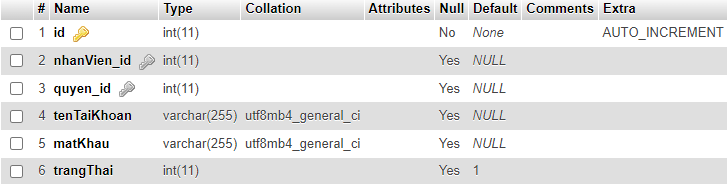 # Name Type Collation Attributes Null Default Comments Extra
1 id int(11) No None AUTO_INCREMENT
2 nhanVien_id int(11) Yes NULL
3 quyen_id int(11) Yes NULL
4 tenTaiKhoan varchar(255) utf8mb4_general_ci Yes NULL
5 matKhau varchar(255) utf8mb4_general_ci Yes NULL
6 trangThai int(11) Yes 1